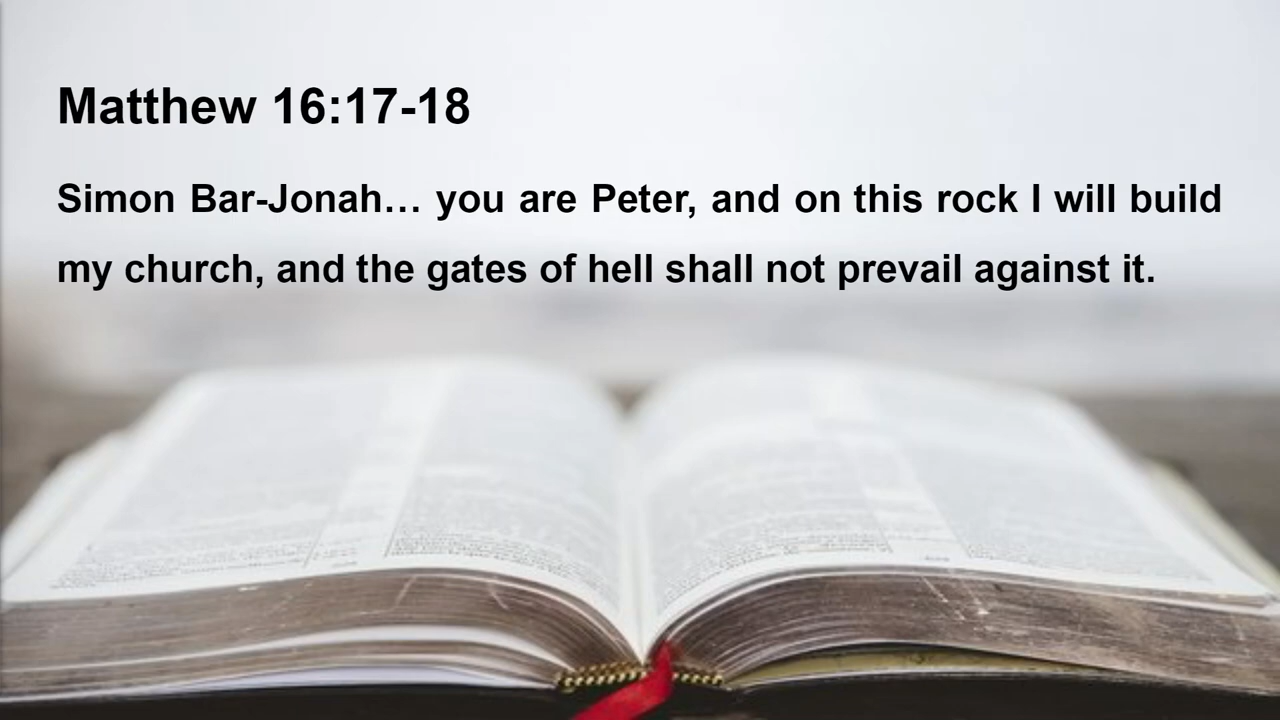 Matthew 16:17-18
Simon Bar-Jonah… you are Peter, and on this rock I will build
my church, and the gates of hell shall not prevail against it.